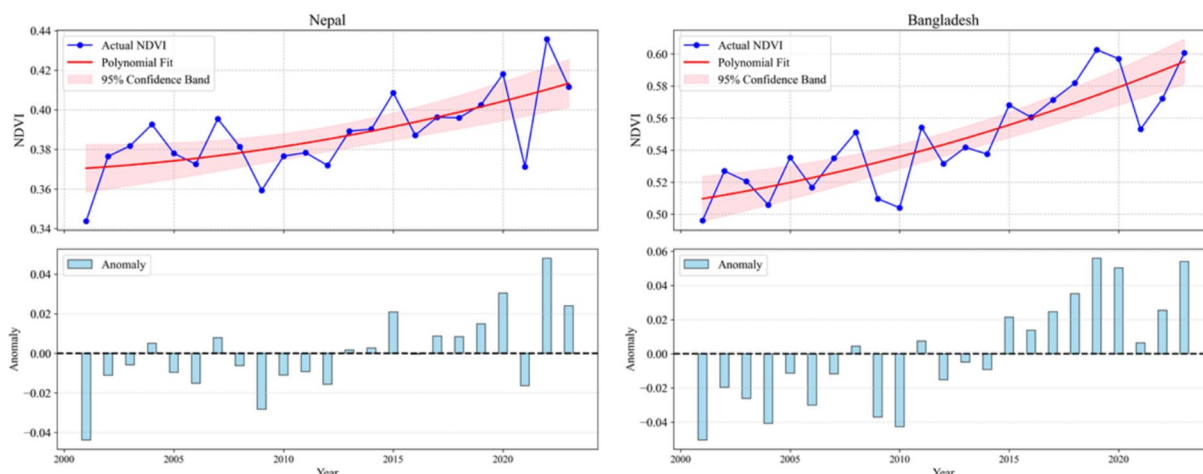 Nepal
Actual NDVI
Polynomial Fit
95% Confidence Band
NDVI
0.44
0.42
0.40
0.38
0.36
0.34
Anomaly
Anomaly
0.04
0.02
0.00
−0.02
−0.04
2000
2005
2010
2015
2020
Year
Bangladesh
Actual NDVI
Polynomial Fit
95% Confidence Band
NDVI
0.60
0.58
0.56
0.54
0.52
0.50
Anomaly
Anomaly
0.06
0.04
0.02
0.00
−0.02
−0.04
2000
2005
2010
2015
2020
Year